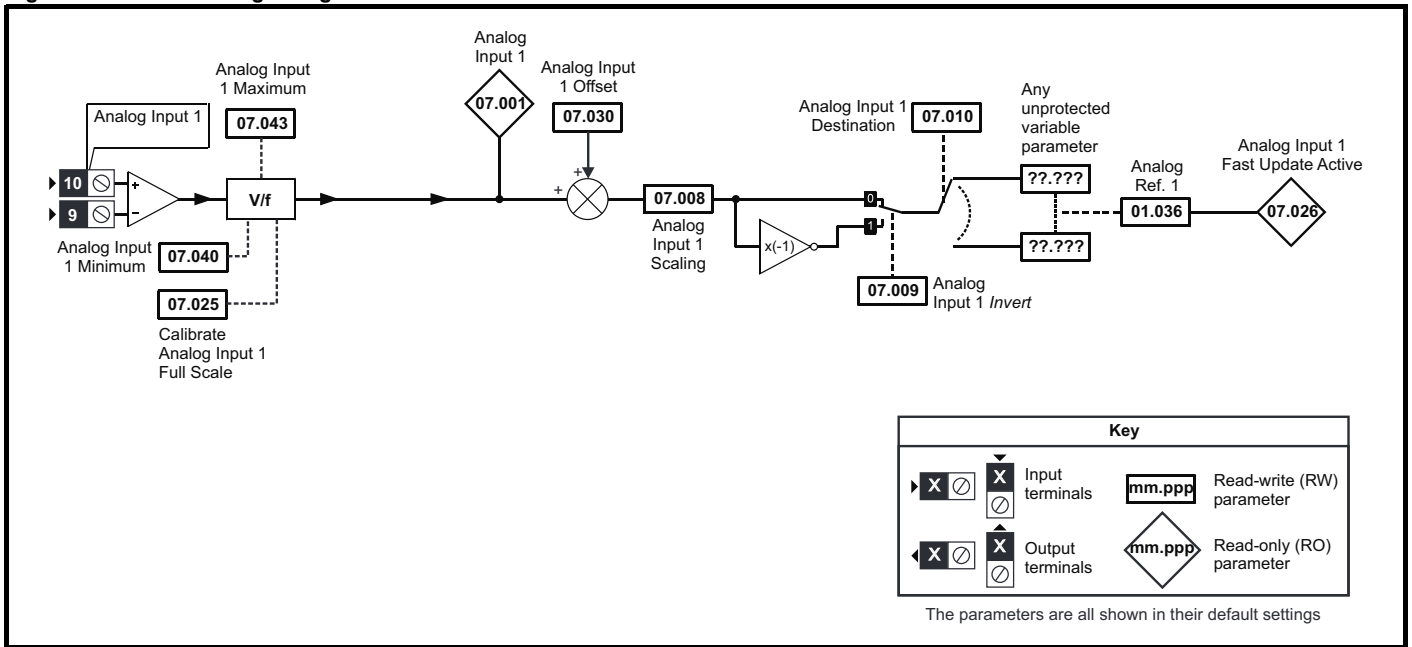 Analog Input 1
10
9
+
−
Analog Input
1 Maximum
07.043
V/f
Analog Input
1 Minimum
07.040
07.025
Calibrate
Analog Input 1
Full Scale
Analog
Input 1
07.001
Analog Input
1 Offset
07.030
+
+
07.008
Analog
Input 1
Scaling
x(-1)
0
1
Analog Input 1
Destination
07.010
07.009
Analog
Input 1 Invert
Any
unprotected
variable
parameter
??.???
??.???
Analog
Ref. 1
01.036
Analog Input 1
Fast Update Active
07.026
Key
X
X
Input
terminals
mm.ppp
Read-write (RW)
parameter
X
X
Output
terminals
mm.ppp
Read-only (RO)
parameter
The parameters are all shown in their default settings